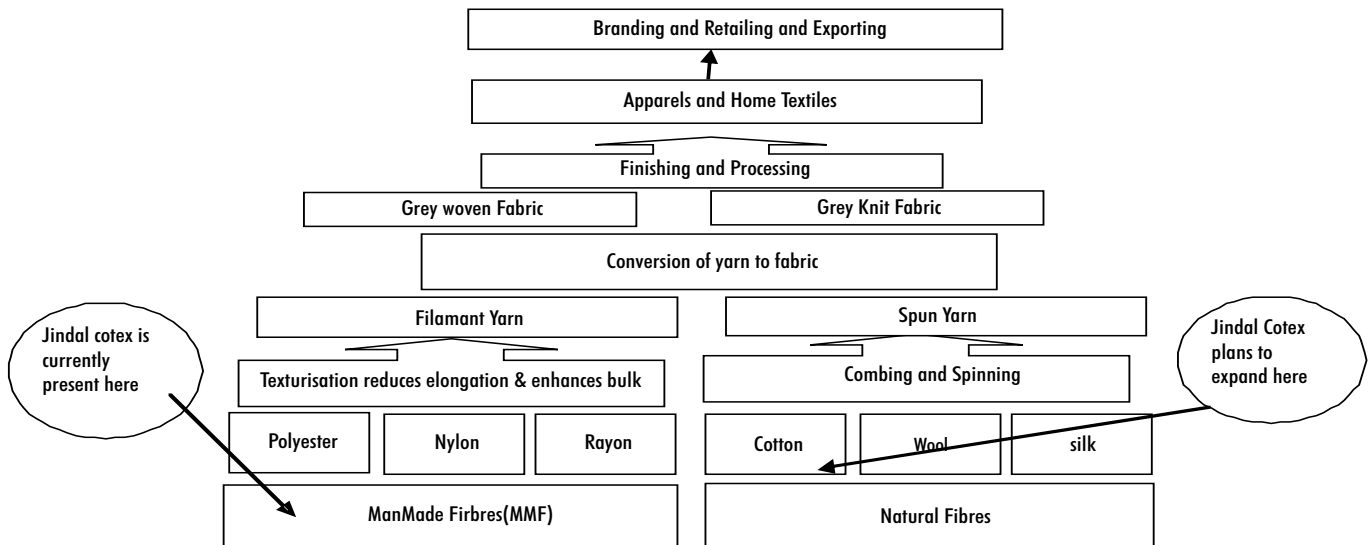 Branding and Retailing and Exporting
Apparels and Home Textiles
Finishing and Processing
Grey woven Fabric
Grey Knit Fabric
Conversion of yarn to fabric
Filamant Yarn
Spun Yarn
Jindal cotex is
currently
present here
Jindal Cotex
plans to
expand here
Texturisation reduces elongation & enhances bulk
Combing and Spinning
Polyester
Nylon
Rayon
Cotton
Wool
silk
ManMade Firbres(MMF)
Natural Fibres